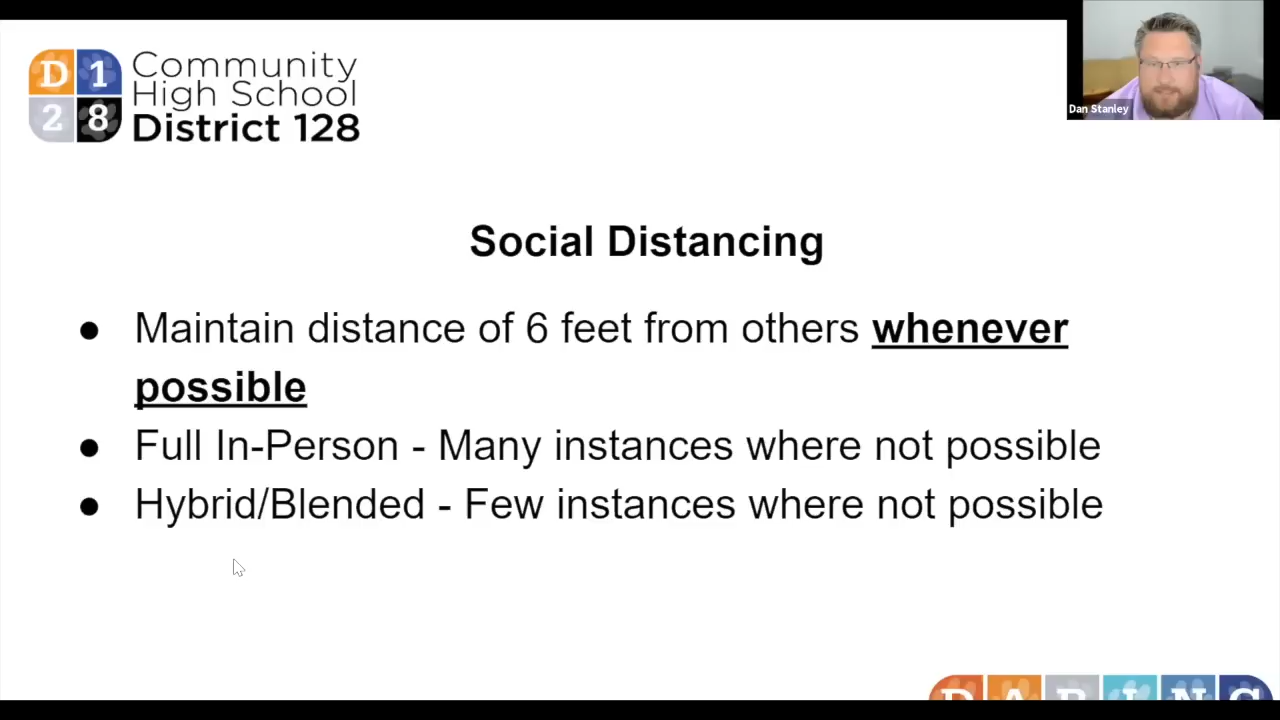 D 1
2 8
Community
High School
District 128
Dan Stanley
Social Distancing
● Maintain distance of 6 feet from others whenever
possible
● Full In-Person - Many instances where not possible
● Hybrid/Blended - Few instances where not possible
DARING